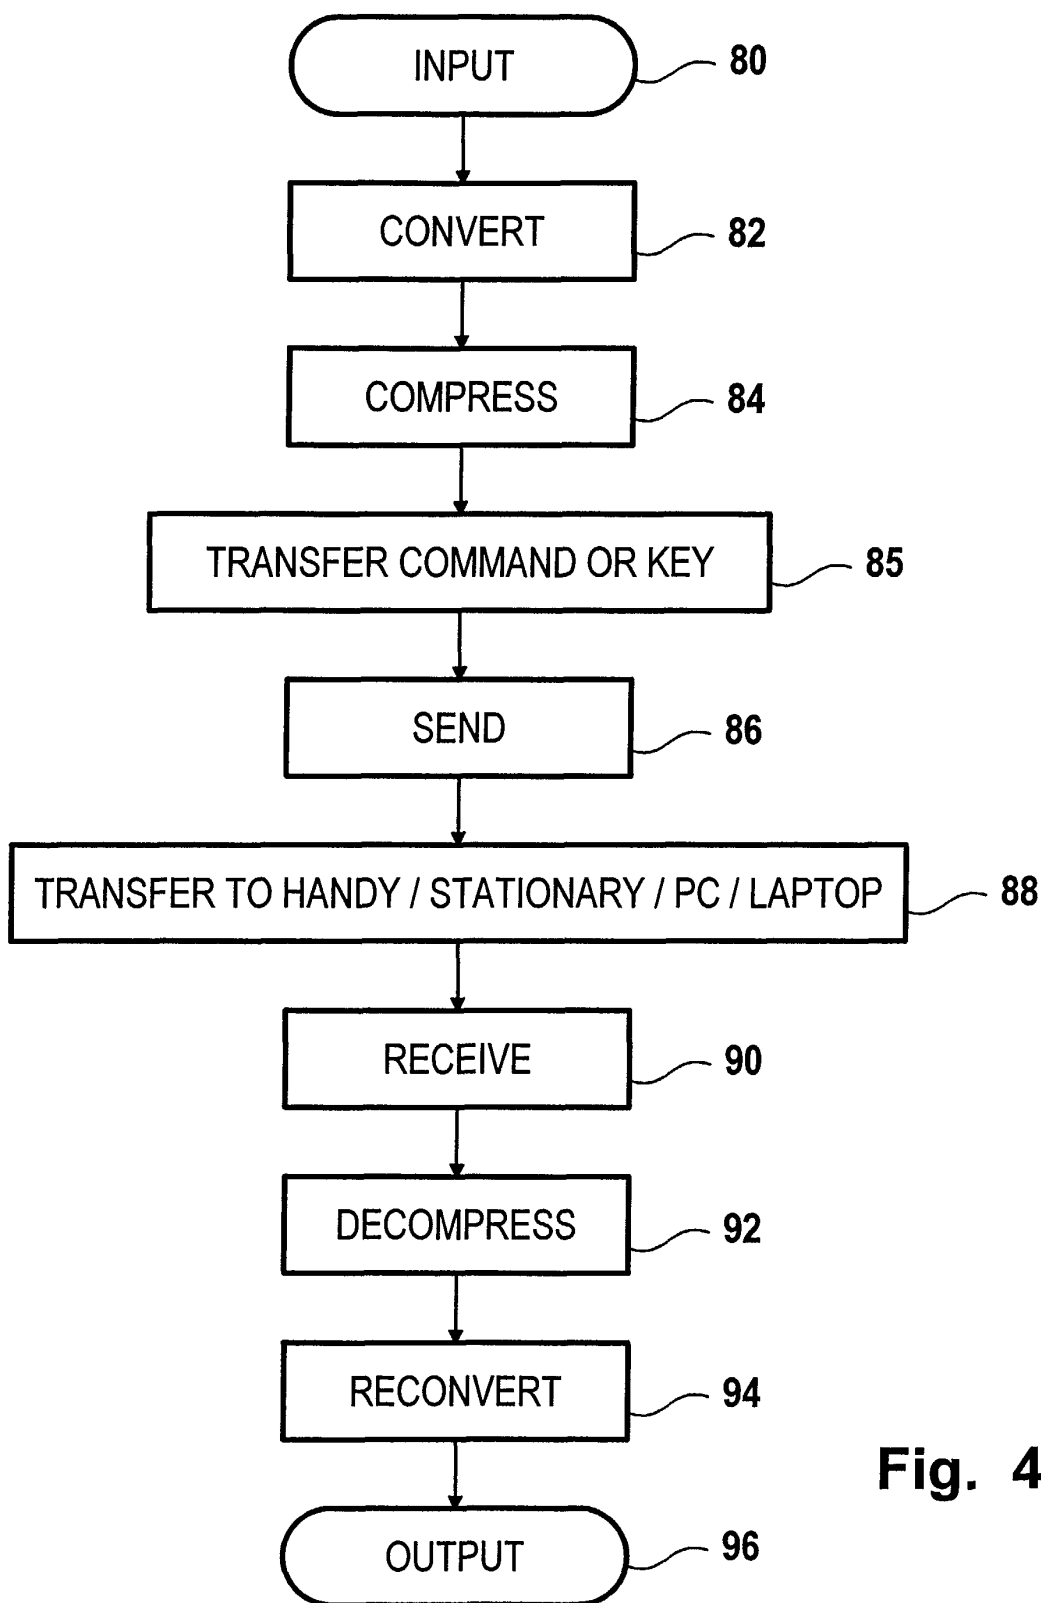 INPUT 80
CONVERT 82
COMPRESS 84
TRANSFER COMMAND OR KEY 85
SEND 86
TRANSFER TO HANDY / STATIONARY / PC / LAPTOP 88
RECEIVE 90
DECOMPRESS 92
RECONVERT 94
Fig. 4
OUTPUT 96